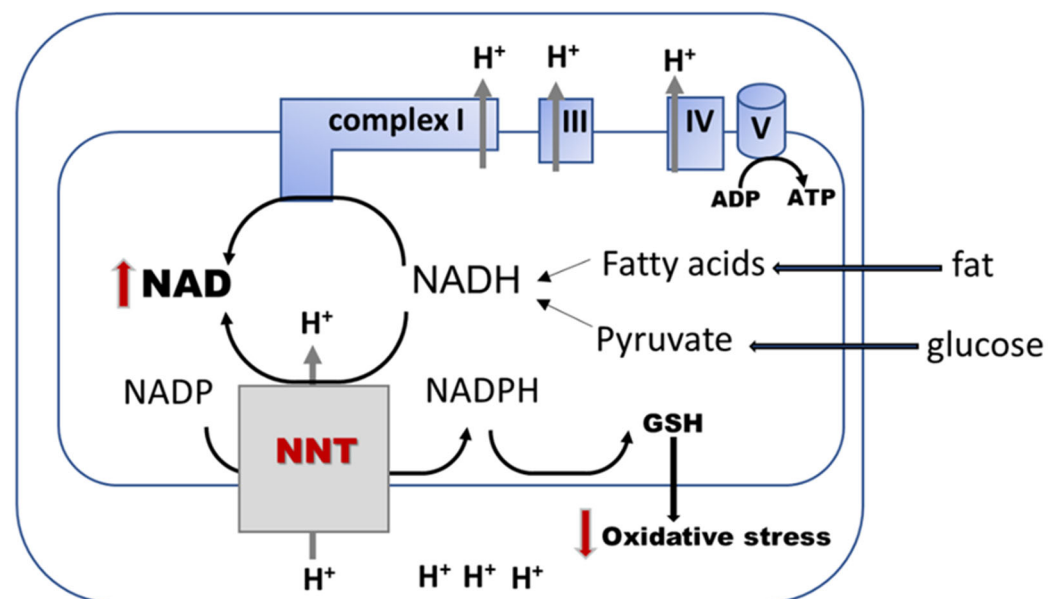 H⁺ H⁺ H⁺
complex I III IV V
ADP ATP
NAD NADH Fatty acids fat
H⁺ Pyruvate glucose
NADP NADPH GSH
NNT
Oxidative stress
H⁺ H⁺ H⁺ H⁺